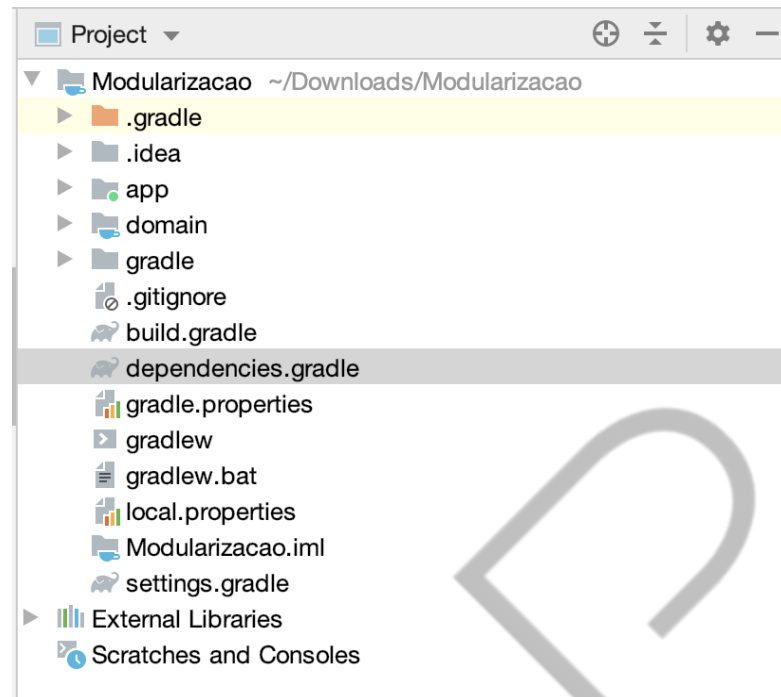 Project
Modularizacao ~/Downloads/Modularizacao
.gradle
.idea
app
domain
gradle
.gitignore
build.gradle
dependencies.gradle
gradle.properties
gradlew
gradlew.bat
local.properties
Modularizacao.iml
settings.gradle
External Libraries
Scratches and Consoles